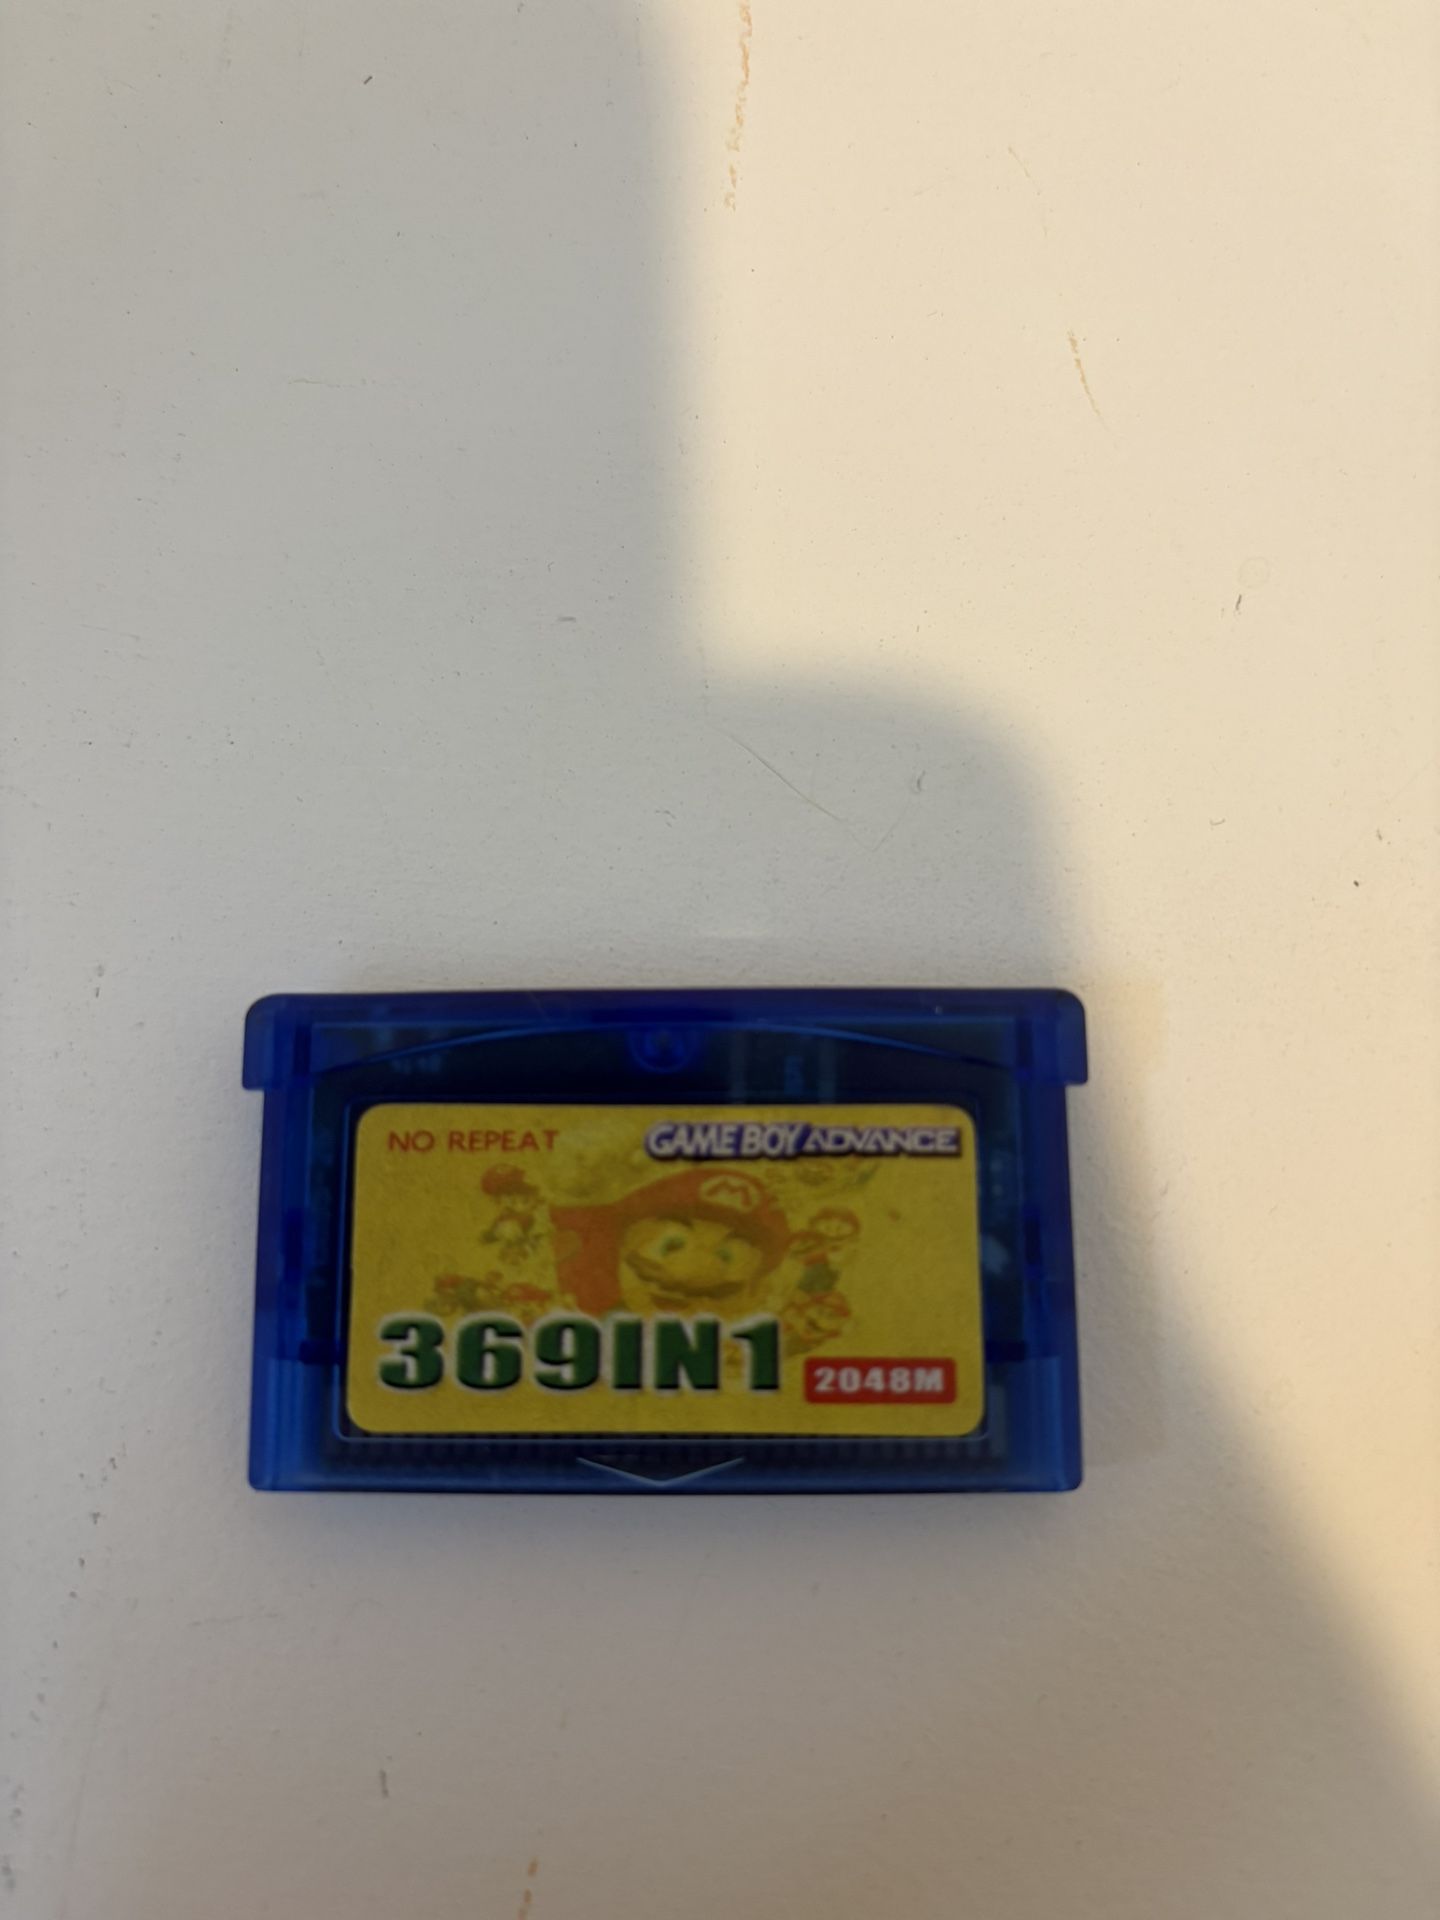 NO REPEAT
GAME BOY ADVANCE
M
369IN1
2048M